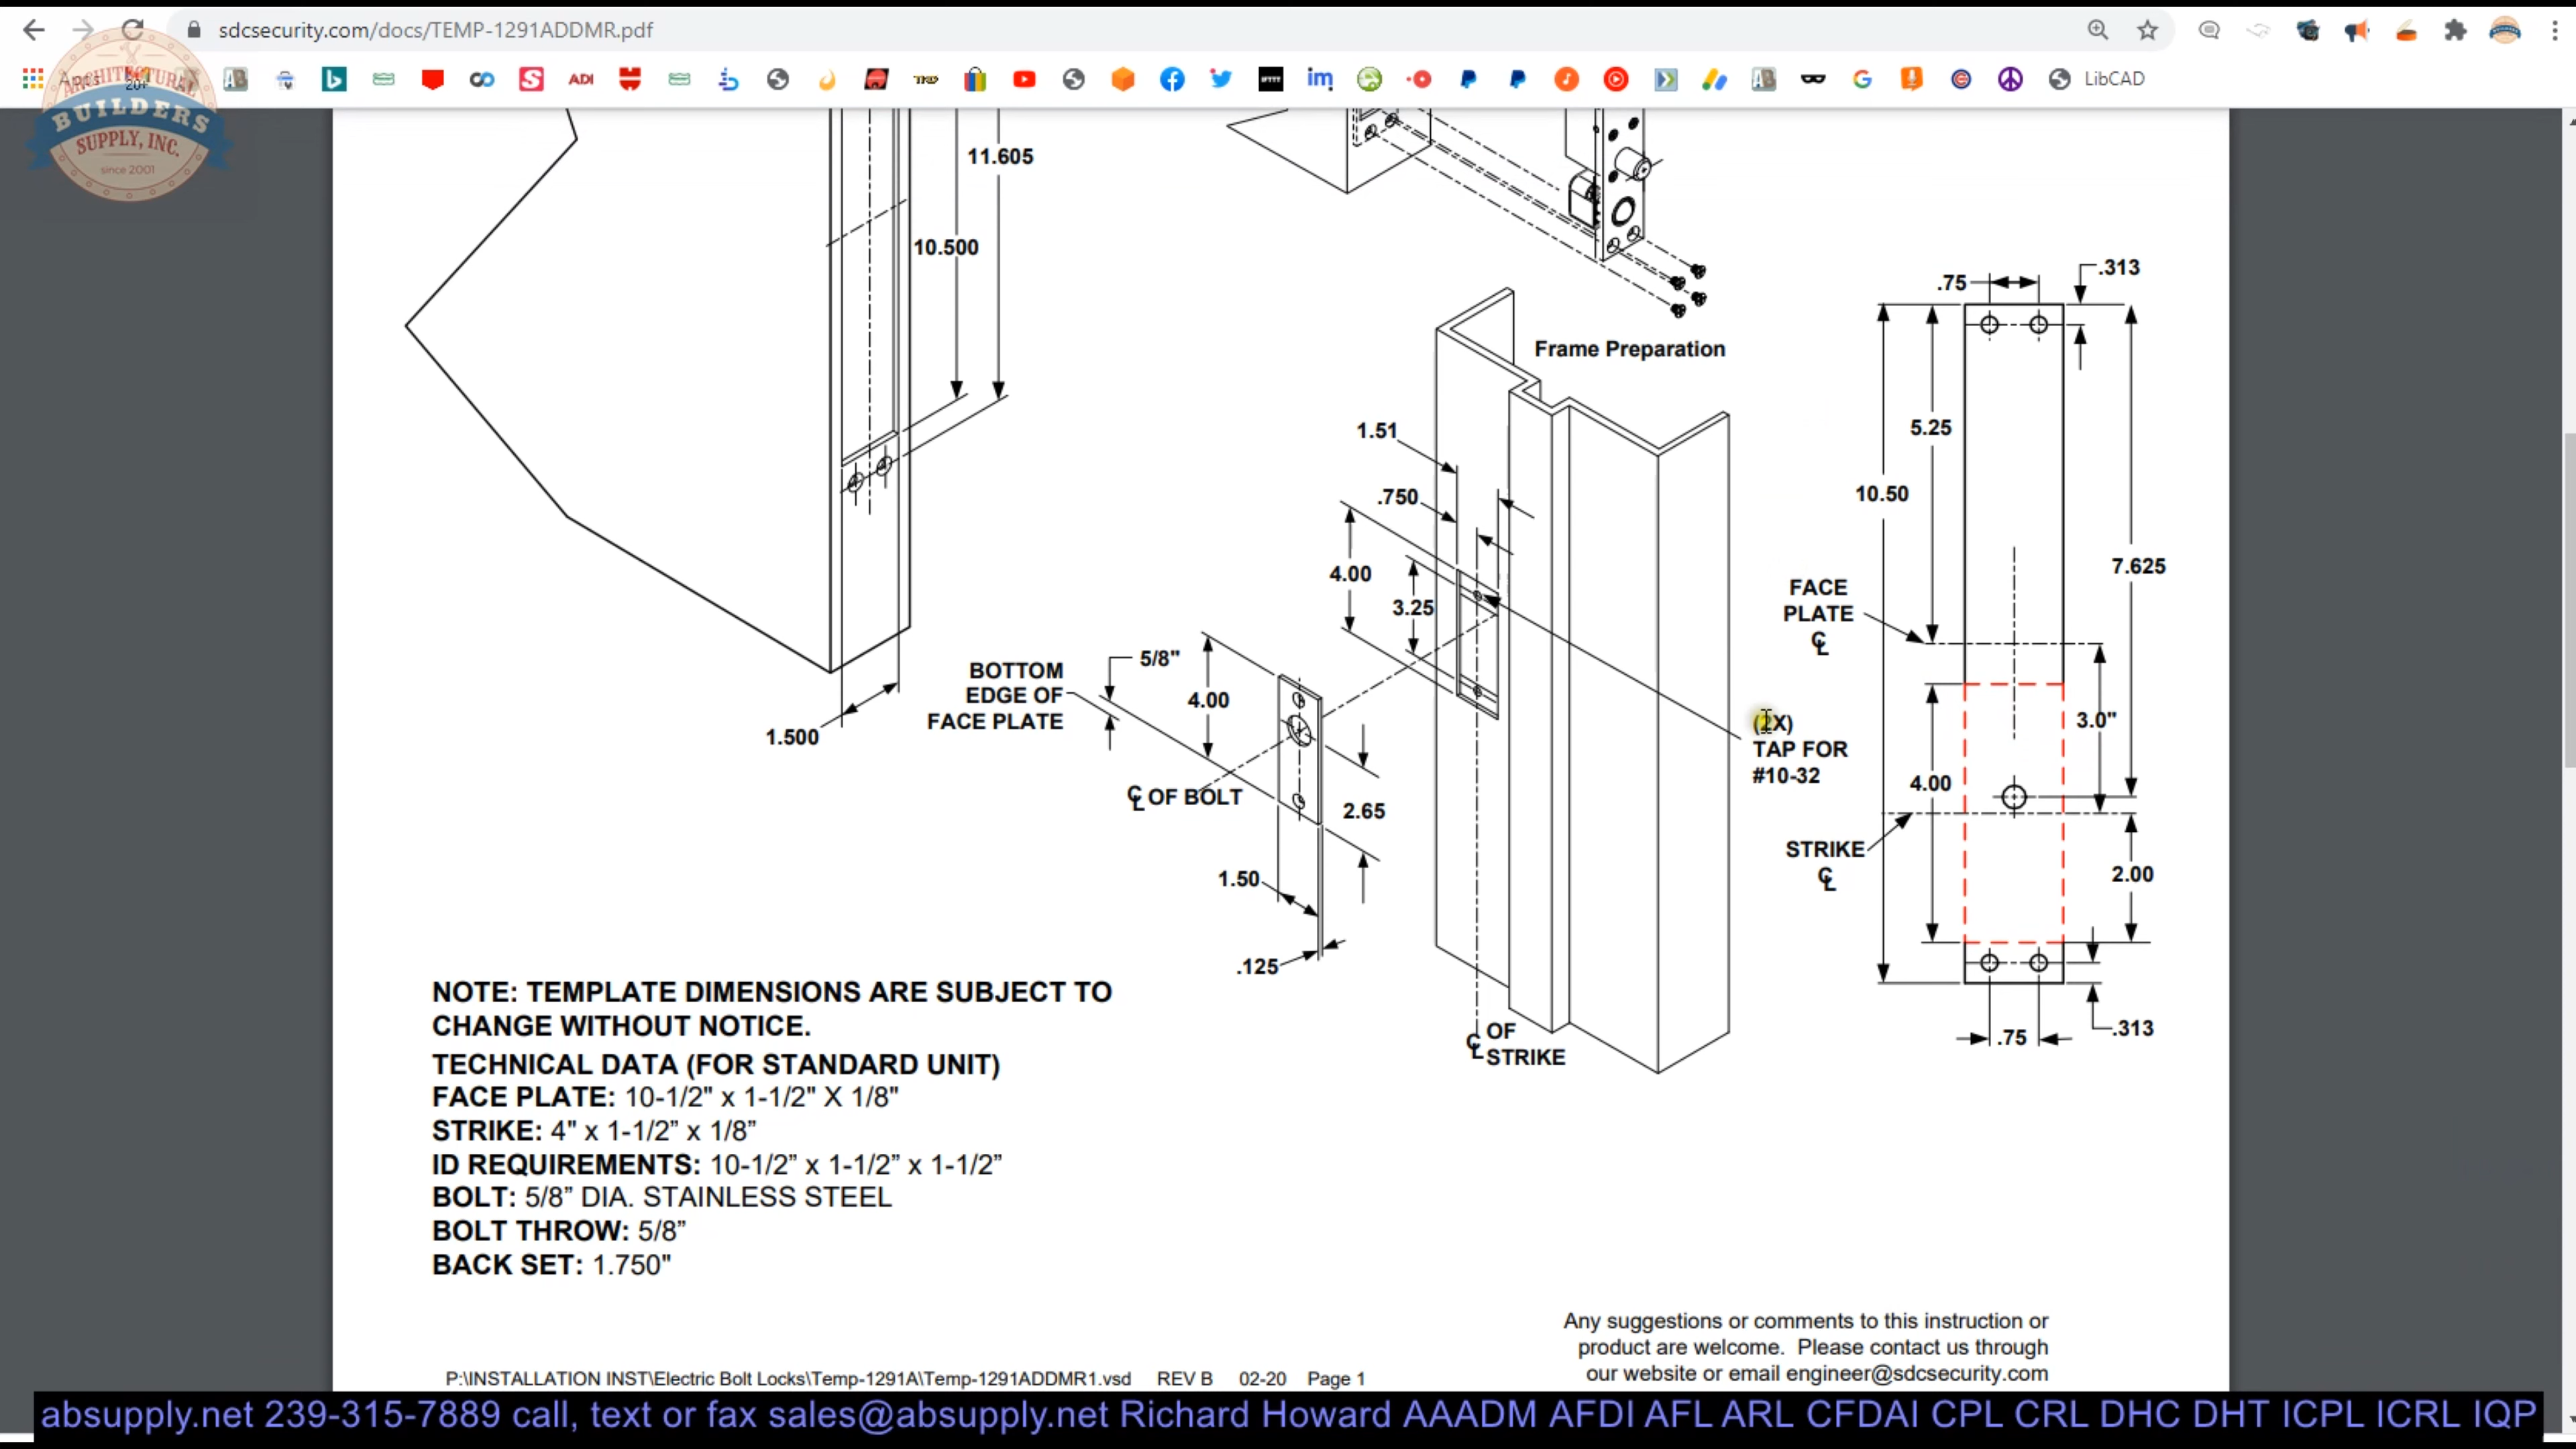 sdcsecurity.com/docs/TEMP-1291ADDMR.pdf
LibCAD
ARCHITECTURAL
BUILDERS
SUPPLY, INC.
since 2001
11.605
10.500
1.500
Frame Preparation
1.51
.750
4.00
3.25
BOTTOM
EDGE OF
FACE PLATE
5/8"
4.00
℄ OF BOLT
2.65
1.50
.125
℄ OF
STRIKE
(2X)
TAP FOR
#10-32
.75
.313
5.25
10.50
7.625
FACE
PLATE
℄
3.0"
4.00
STRIKE
℄
2.00
.75
.313
NOTE: TEMPLATE DIMENSIONS ARE SUBJECT TO
CHANGE WITHOUT NOTICE.
TECHNICAL DATA (FOR STANDARD UNIT)
FACE PLATE: 10-1/2" x 1-1/2" X 1/8"
STRIKE: 4" x 1-1/2” x 1/8”
ID REQUIREMENTS: 10-1/2” x 1-1/2” x 1-1/2”
BOLT: 5/8” DIA. STAINLESS STEEL
BOLT THROW: 5/8”
BACK SET: 1.750"
Any suggestions or comments to this instruction or
product are welcome. Please contact us through
our website or email engineer@sdcsecurity.com
P:\INSTALLATION INST\Electric Bolt Locks\Temp-1291A\Temp-1291ADDMR1.vsd REV B 02-20 Page 1
absupply.net 239-315-7889 call, text or fax sales@absupply.net Richard Howard AAADM AFDI AFL ARL CFDAI CPL CRL DHC DHT ICPL ICRL IQP